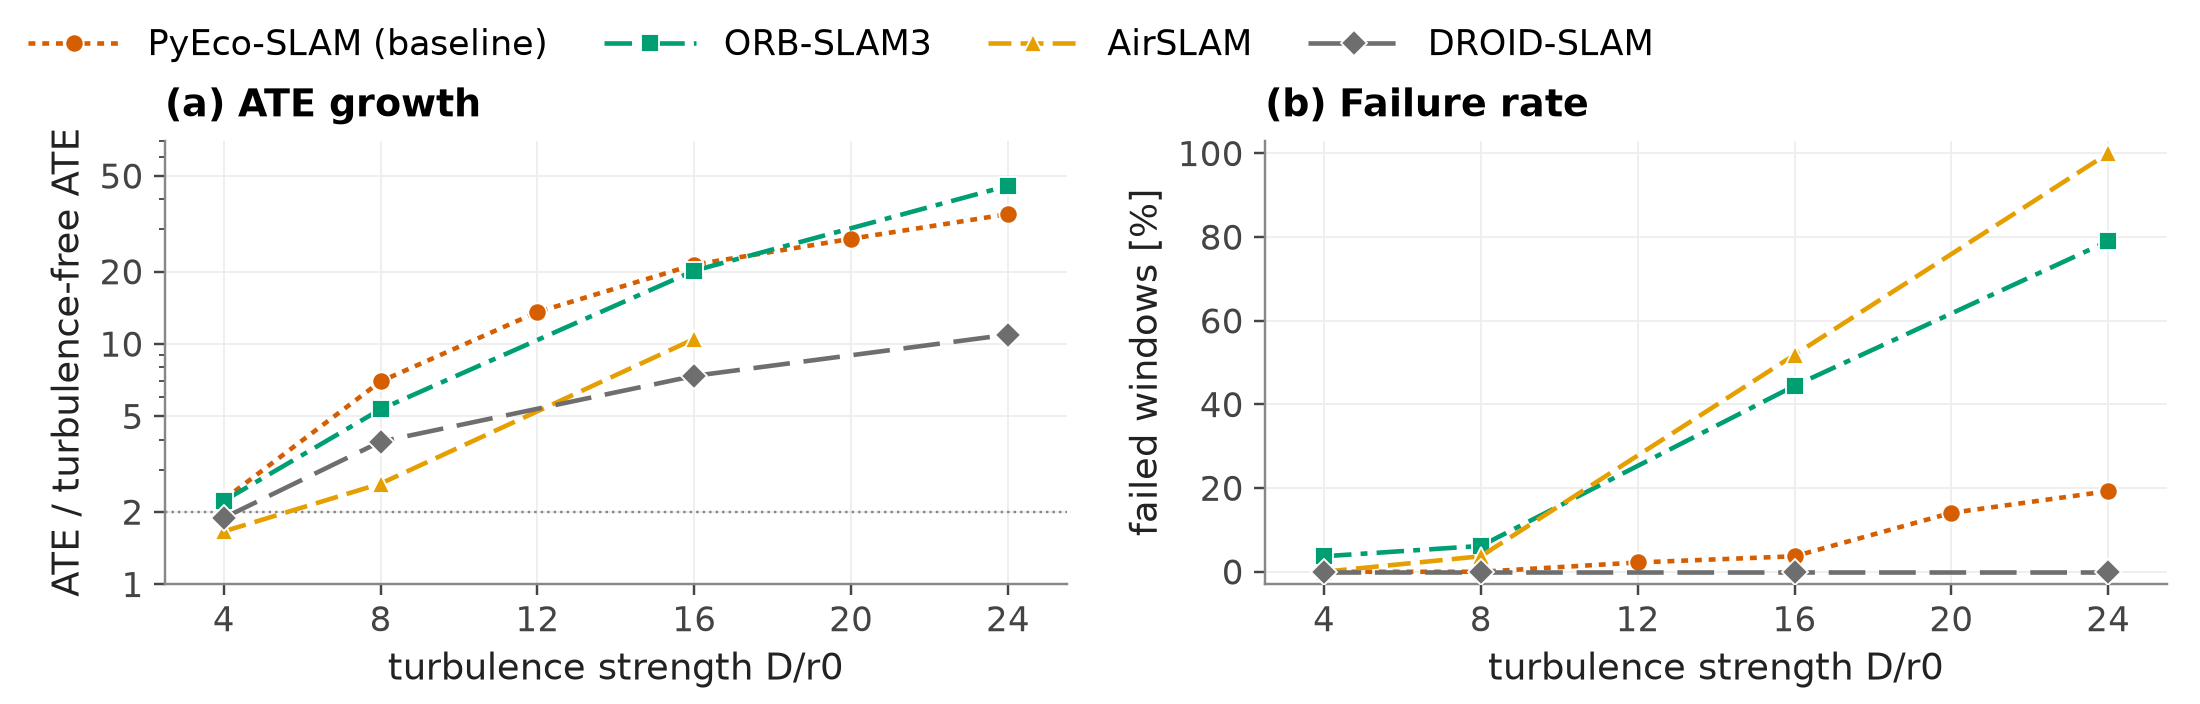 PyEco-SLAM (baseline) ORB-SLAM3 AirSLAM DROID-SLAM
(a) ATE growth
ATE / turbulence-free ATE
50
20
10
5
2
1
4 8 12 16 20 24
turbulence strength D/r0
(b) Failure rate
failed windows [%]
100
80
60
40
20
0
4 8 12 16 20 24
turbulence strength D/r0